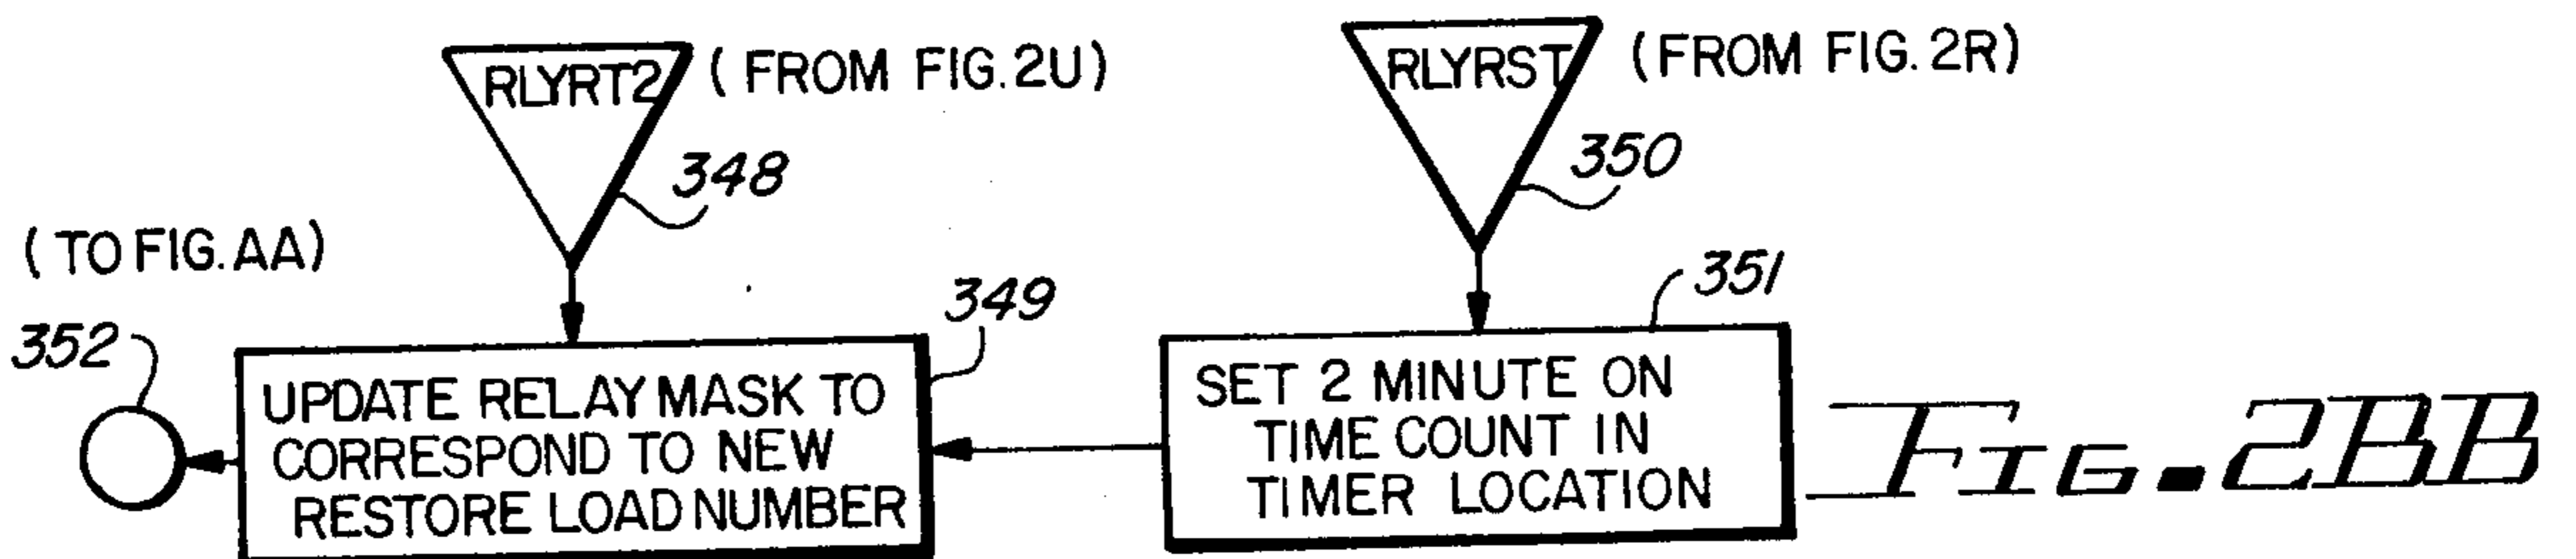 RLYRT2
(FROM FIG.2U)
348
RLYRST
(FROM FIG. 2R)
350
(TO FIG. AA)
352
349
UPDATE RELAY MASK TO
CORRESPOND TO NEW
RESTORE LOAD NUMBER
351
SET 2 MINUTE ON
TIME COUNT IN
TIMER LOCATION
FIG. 2BB